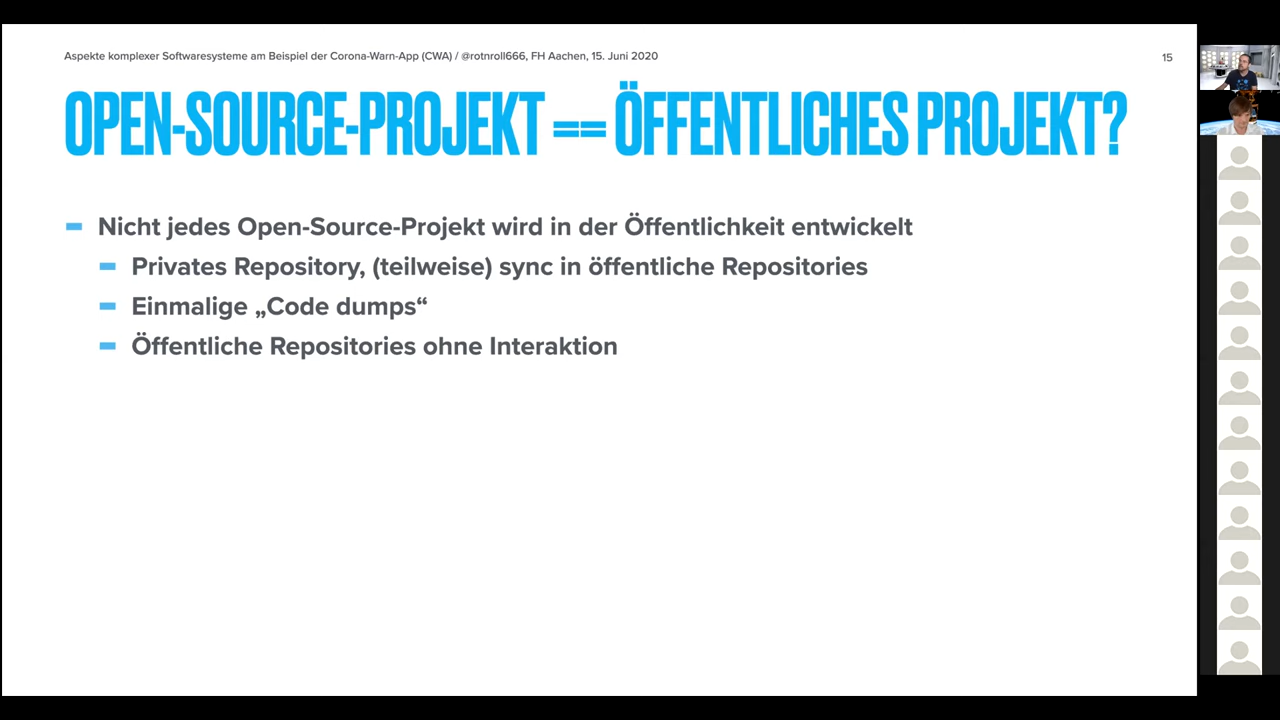 Aspekte komplexer Softwaresysteme am Beispiel der Corona-Warn-App (CWA) / @rotnroll666, FH Aachen, 15. Juni 2020
15
OPEN-SOURCE-PROJEKT == ÖFFENTLICHES PROJEKT?
Nicht jedes Open-Source-Projekt wird in der Öffentlichkeit entwickelt
Privates Repository, (teilweise) sync in öffentliche Repositories
Einmalige „Code dumps“
Öffentliche Repositories ohne Interaktion